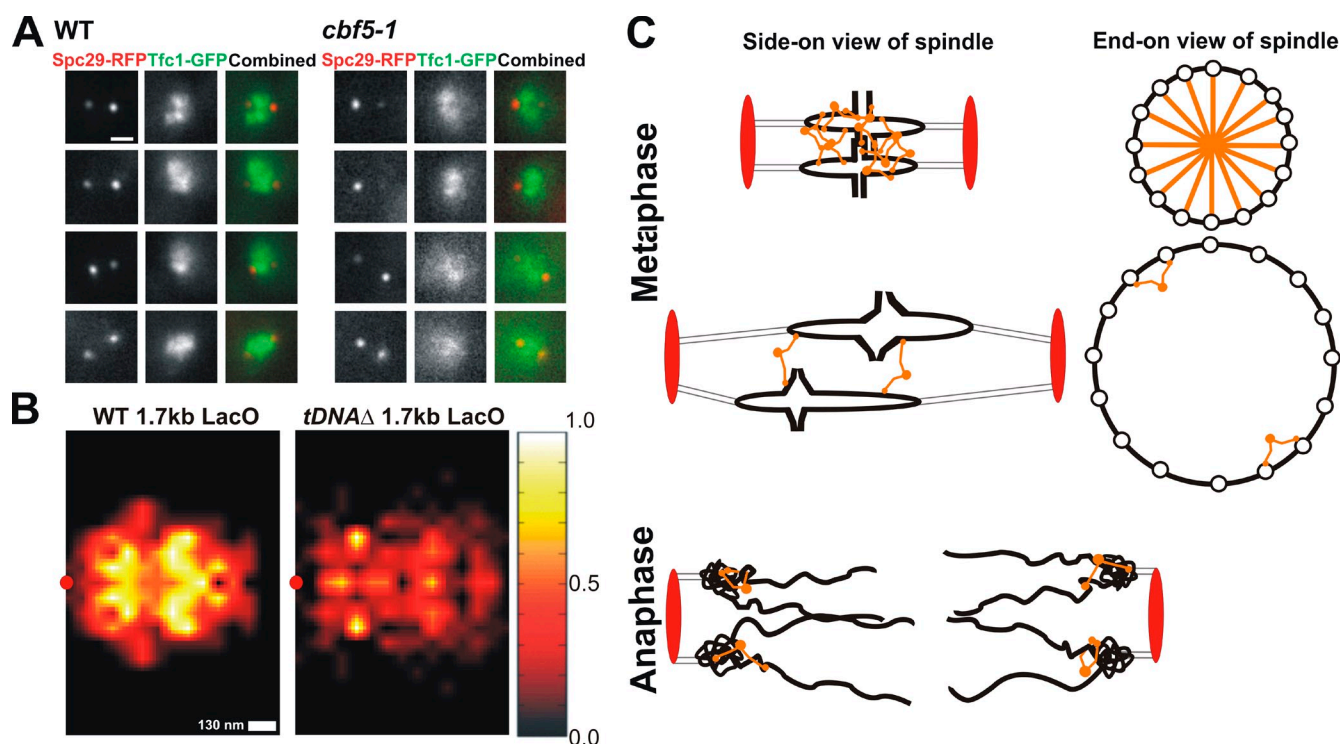 A
WT
cbf5-1
Spc29-RFP Tfc1-GFP Combined
Spc29-RFP Tfc1-GFP Combined
B
WT 1.7kb LacO
tDNAΔ 1.7kb LacO
1.0
0.5
0.0
130 nm
C
Side-on view of spindle
End-on view of spindle
Metaphase
Anaphase